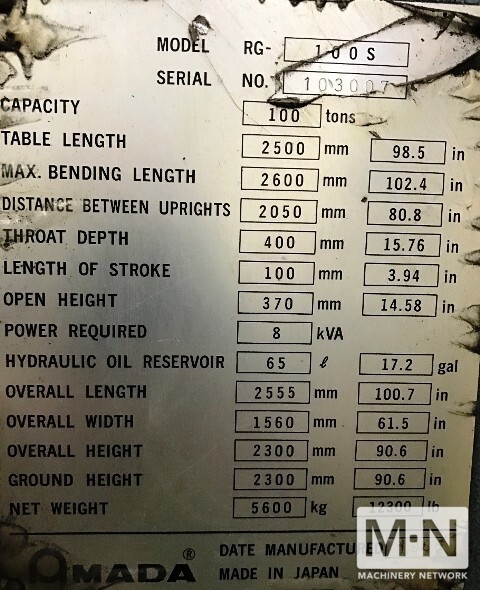 MODEL RG- 100S
SERIAL NO. 103007
CAPACITY 100 tons
TABLE LENGTH 2500 mm 98.5 in
MAX. BENDING LENGTH 2600 mm 102.4 in
DISTANCE BETWEEN UPRIGHTS 2050 mm 80.8 in
THROAT DEPTH 400 mm 15.76 in
LENGTH OF STROKE 100 mm 3.94 in
OPEN HEIGHT 370 mm 14.58 in
POWER REQUIRED 8 kVA
HYDRAULIC OIL RESERVOIR 65 ℓ 17.2 gal
OVERALL LENGTH 2555 mm 100.7 in
OVERALL WIDTH 1560 mm 61.5 in
OVERALL HEIGHT 2300 mm 90.6 in
GROUND HEIGHT 2300 mm 90.6 in
NET WEIGHT 5600 kg 12300 lb
AMADA® DATE MANUFACTURED
MADE IN JAPAN
M·N
MACHINERY NETWORK